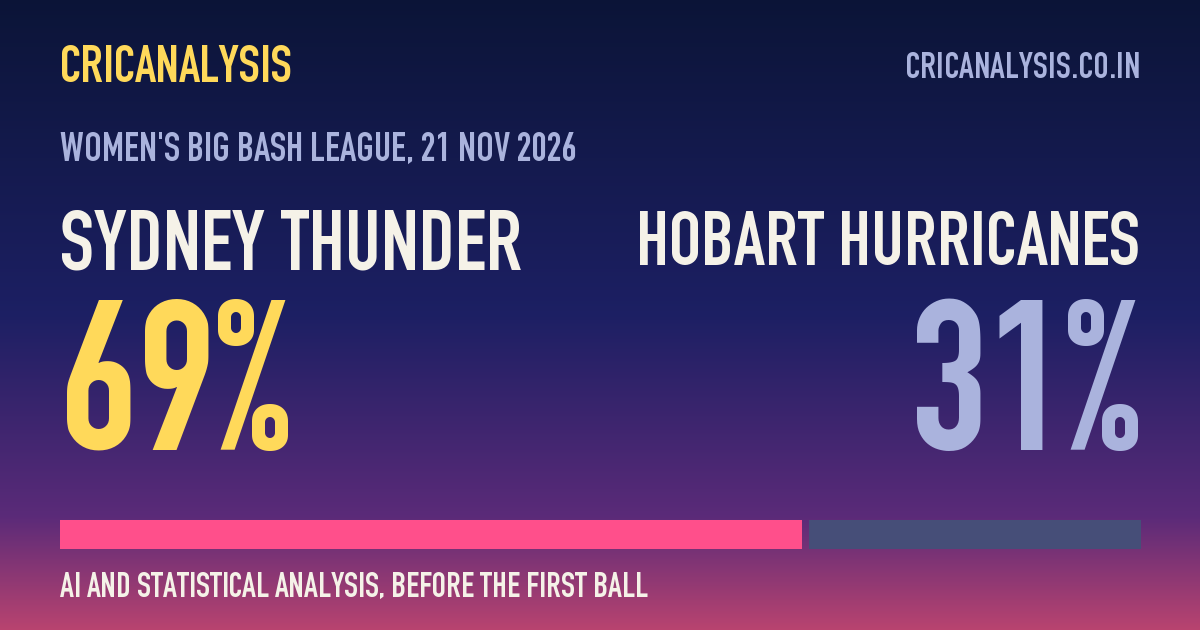 CRICANALYSIS
CRICANALYSIS.CO.IN
WOMEN'S BIG BASH LEAGUE, 21 NOV 2026
SYDNEY THUNDER
HOBART HURRICANES
69%
31%
AI AND STATISTICAL ANALYSIS, BEFORE THE FIRST BALL